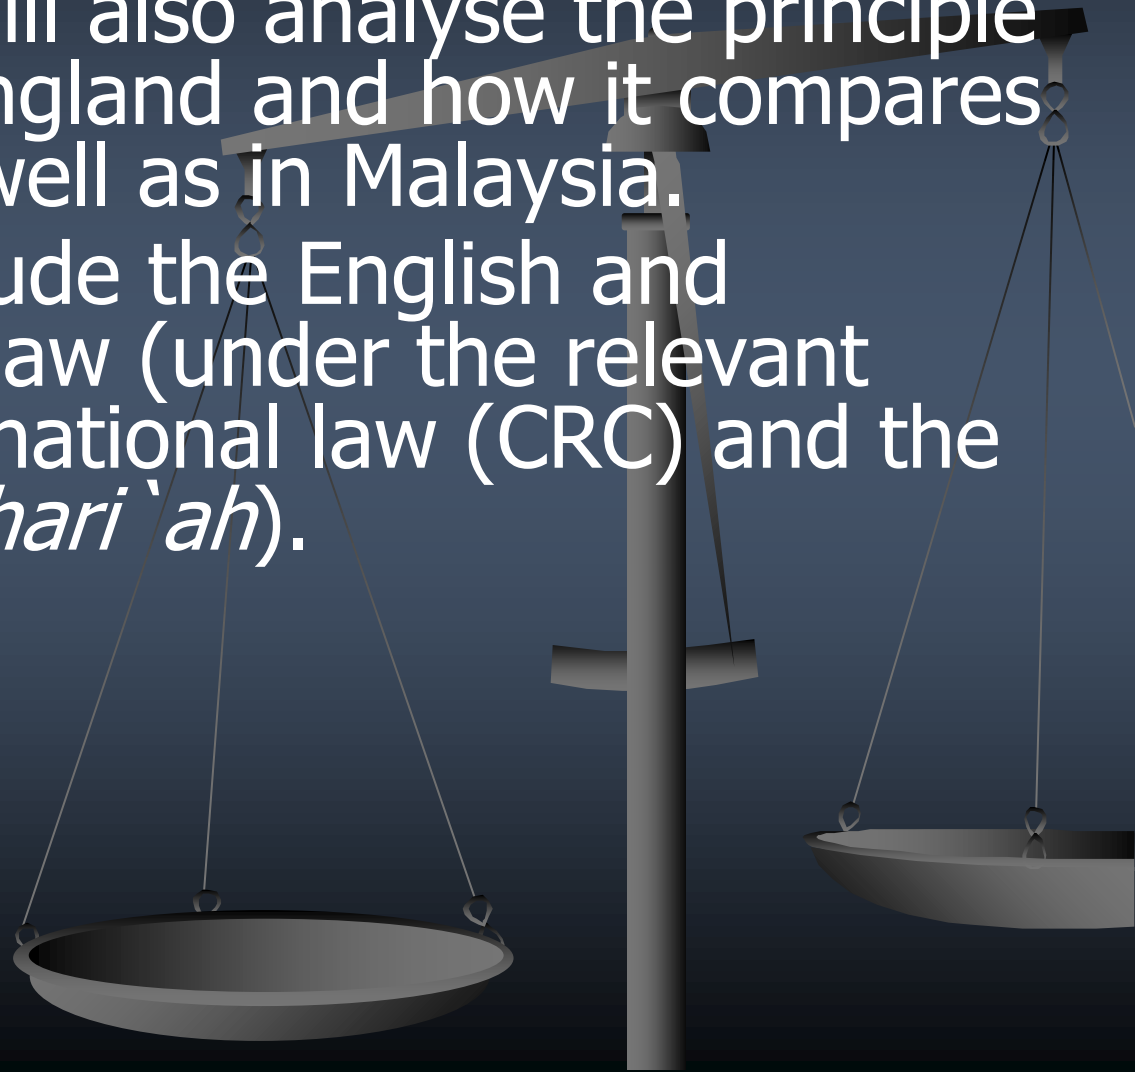 ill also analyse the principle
ngland and how it compares
well as in Malaysia.
ude the English and
aw (under the relevant
national law (CRC) and the
hari`ah).